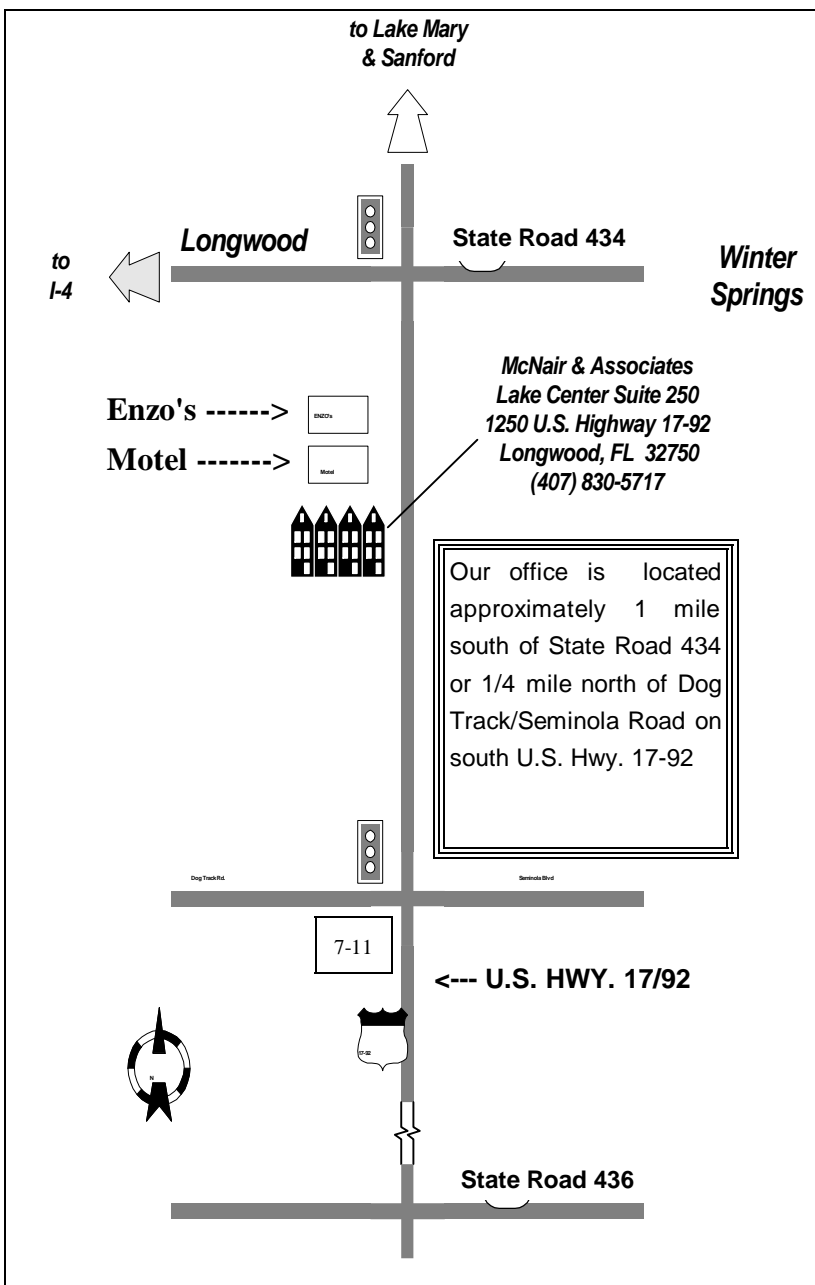 to Lake Mary
& Sanford
Longwood
State Road 434
to
I-4
Winter
Springs
McNair & Associates
Lake Center Suite 250
1250 U.S. Highway 17-92
Longwood, FL  32750
(407) 830-5717
Enzo's ------>
ENZO's
Motel ------->
Motel
Our office is located
approximately 1 mile
south of State Road 434
or 1/4 mile north of Dog
Track/Seminola Road on
south U.S. Hwy. 17-92
Dog Track Rd.
Seminola Blvd
7-11
<--- U.S. HWY. 17/92
17-92
N
State Road 436